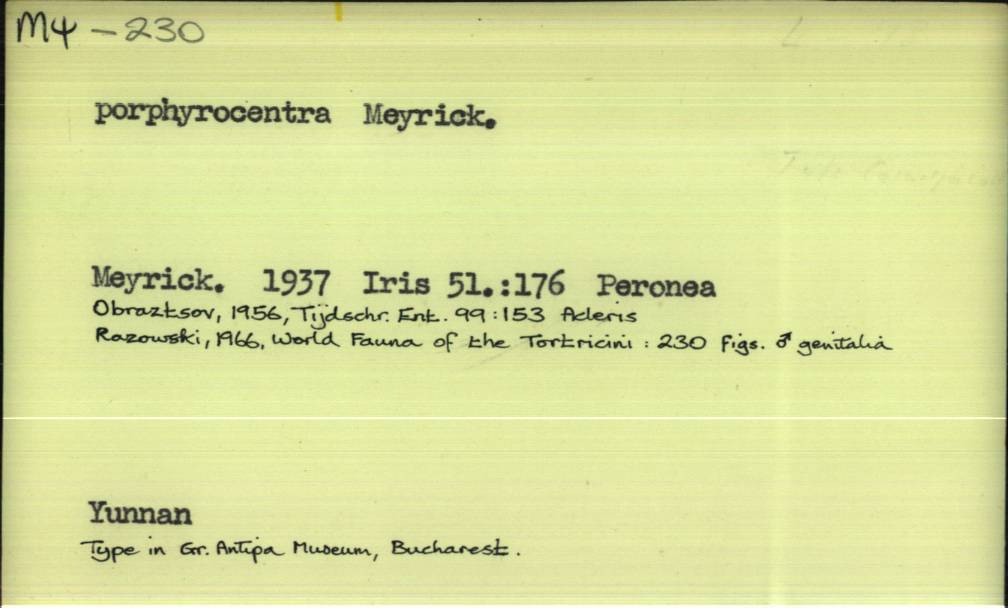 M4 - 230
porphyrocentra Meyrick.
Meyrick. 1937 Iris 51.:176 Peronea
Obraztsov, 1956, Tijdschr. Ent. 99:153 Acleris
Razowski, 1966, World Fauna of the Tortricini : 230 figs. ♂ genitalia
Yunnan
Type in Gr. Antipa Museum, Bucharest.